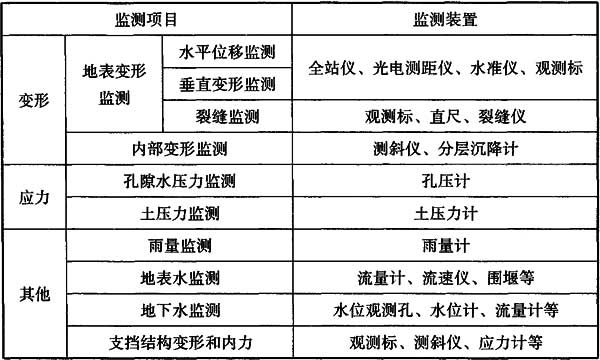 监测项目 监测装置
变形 地表变形监测 水平位移监测 全站仪、光电测距仪、水准仪、观测标
垂直变形监测
裂缝监测 观测标、直尺、裂缝仪
内部变形监测 测斜仪、分层沉降计
应力 孔隙水压力监测 孔压计
土压力监测 土压力计
其他 雨量监测 雨量计
地表水监测 流量计、流速仪、围堰等
地下水监测 水位观测孔、水位计、流量计等
支挡结构变形和内力 观测标、测斜仪、应力计等